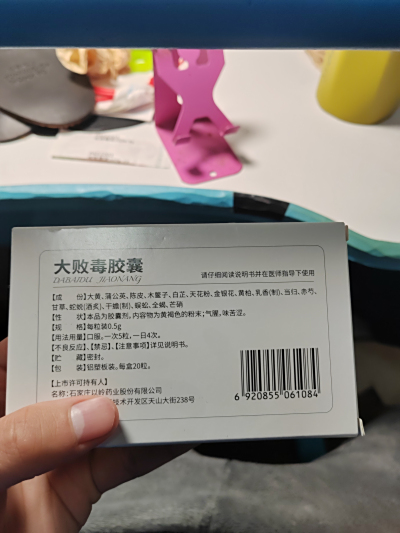 大败毒胶囊
DABAIDU JIAONANG
请仔细阅读说明书并在医师指导下使用
【成 份】大黄、蒲公英、陈皮、木鳖子、白芷、天花粉、金银花、黄柏、乳香(制)、当归、赤芍、
甘草、蛇蜕(酒炙)、干蟾(制)、蜈蚣、全蝎、芒硝
【性 状】本品为胶囊剂,内容物为黄褐色的粉末;气腥,味苦涩。
【规 格】每粒装0.5g
【用法用量】口服。一次5粒,一日4次。
【不良反应】、【禁忌】、【注意事项】详见说明书。
【贮 藏】密封。
【包 装】铝塑板装。每盒20粒。
【上市许可持有人】
名称:石家庄以岭药业股份有限公司
技术开发区天山大街238号
6 920855 061084